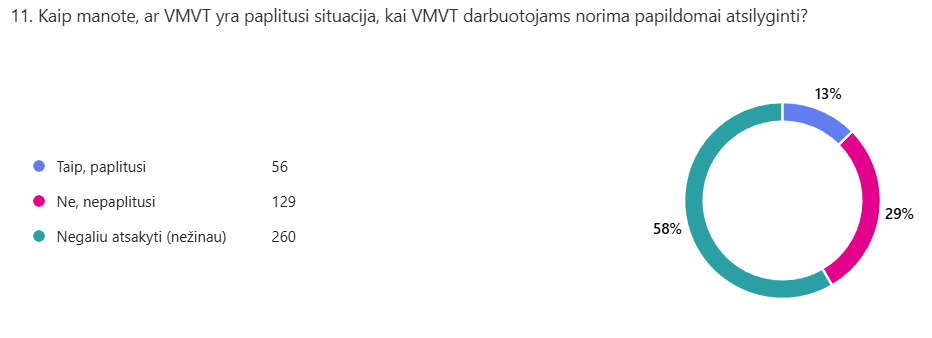 11. Kaip manote, ar VMVT yra paplitusi situacija, kai VMVT darbuotojams norima papildomai atsilyginti?
13%
Taip, paplitusi 56
Ne, nepaplitusi 129
29%
58%
Negaliu atsakyti (nežinau) 260